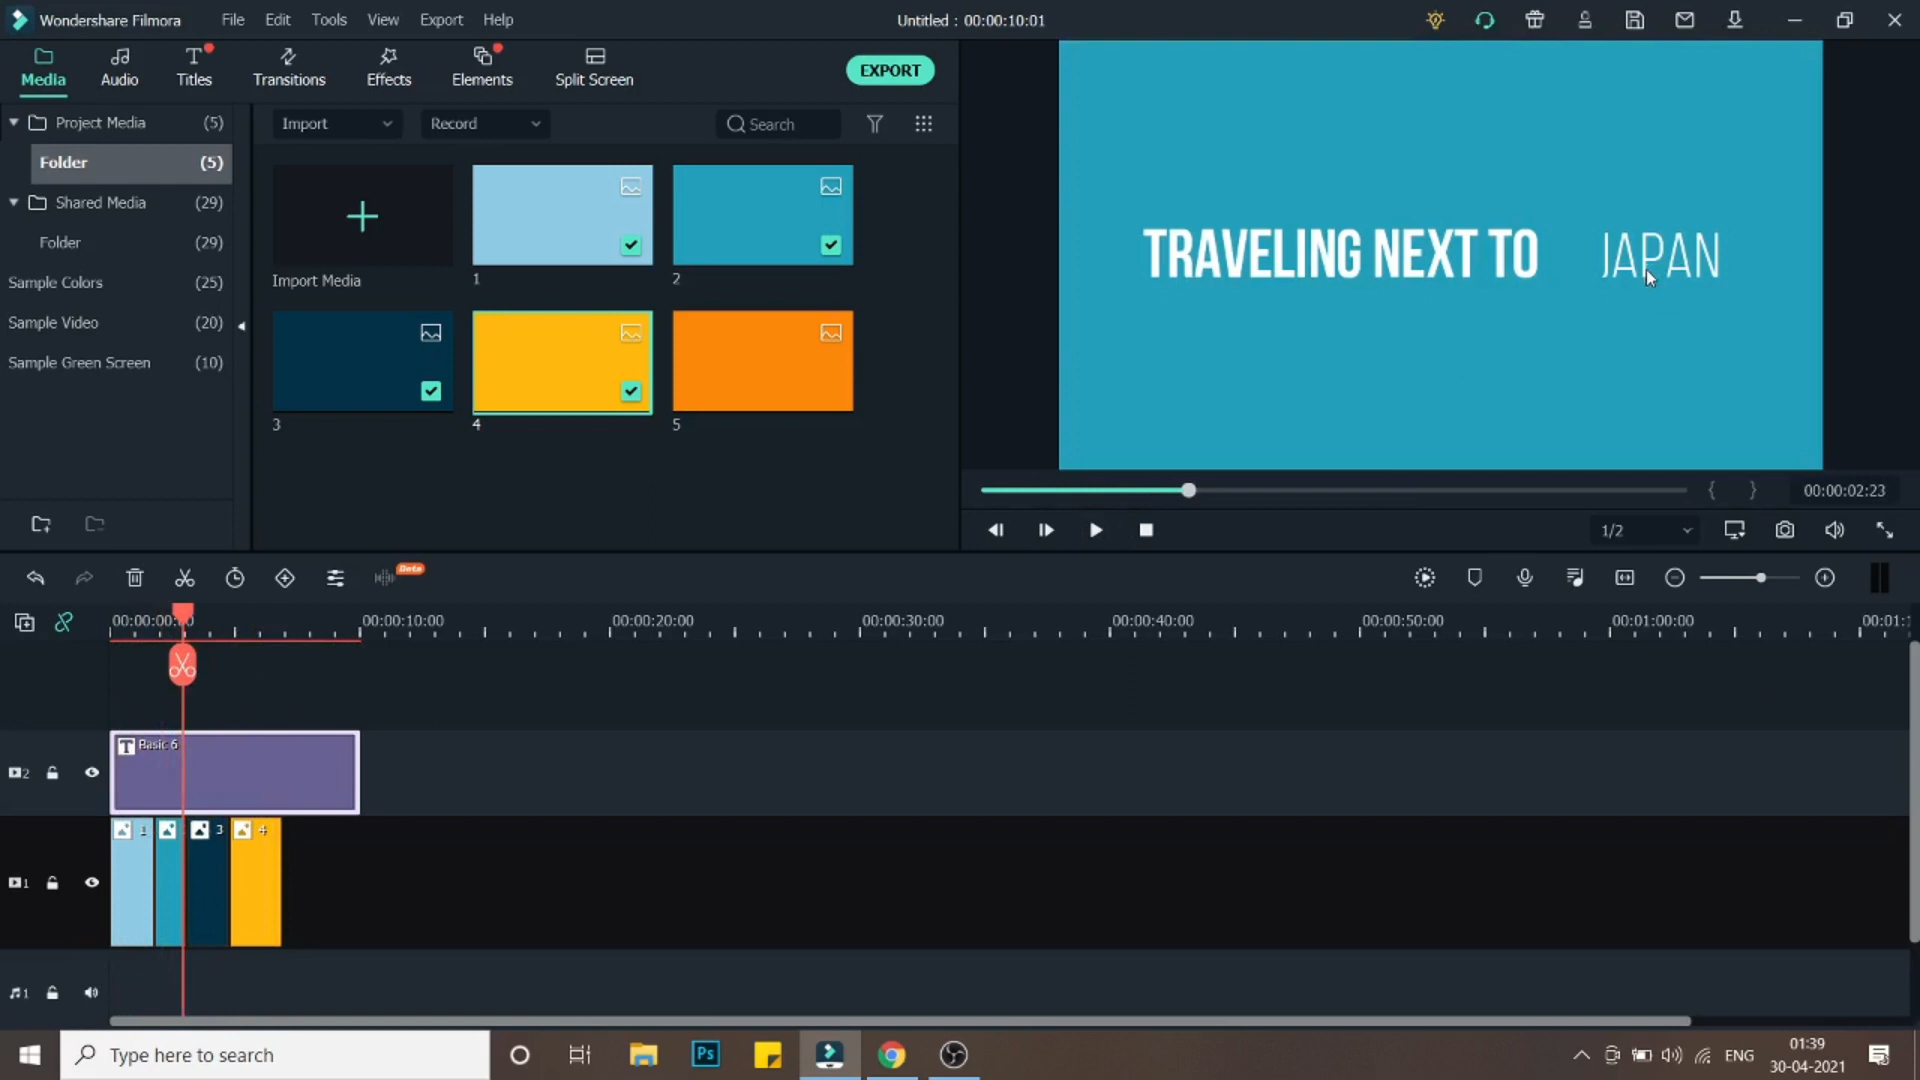 Wondershare Filmora File Edit Tools View Export Help Untitled : 00:00:10:01
Media Audio Titles Transitions Effects Elements Split Screen EXPORT
Project Media (5) Import Record Search
Folder (5)
Shared Media (29)
Folder (29)
Sample Colors (25)
Sample Video (20)
Sample Green Screen (10)
Import Media 1 2
3 4 5
TRAVELING NEXT TO JAPAN
{ } 00:00:02:23
1/2
Beta
00:00:10:00 00:00:20:00 00:00:30:00 00:00:40:00 00:00:50:00 00:01:00:00
T Basic 6
2
1 3 4
1
1
Type here to search Ps ENG 01:39
30-04-2021